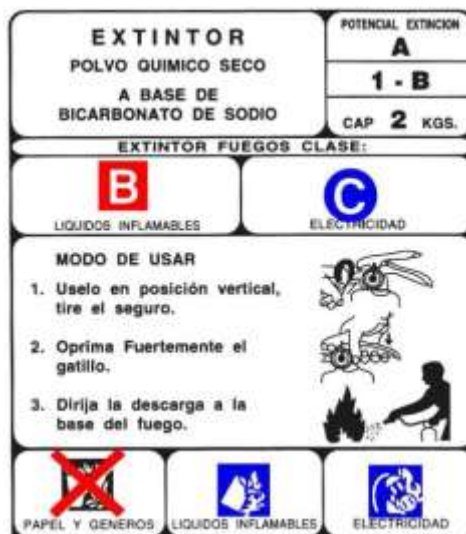 EXTINTOR
POLVO QUIMICO SECO
A BASE DE
BICARBONATO DE SODIO
POTENCIAL EXTINCION
A
1 - B
CAP 2 KGS.
EXTINTOR FUEGOS CLASE:
B
LIQUIDOS INFLAMABLES
C
ELECTRICIDAD
MODO DE USAR
1. Uselo en posición vertical,
tire el seguro.
2. Oprima Fuertemente el
gatillo.
3. Dirija la descarga a la
base del fuego.
PAPEL Y GENEROS
LIQUIDOS INFLAMABLES
ELECTRICIDAD